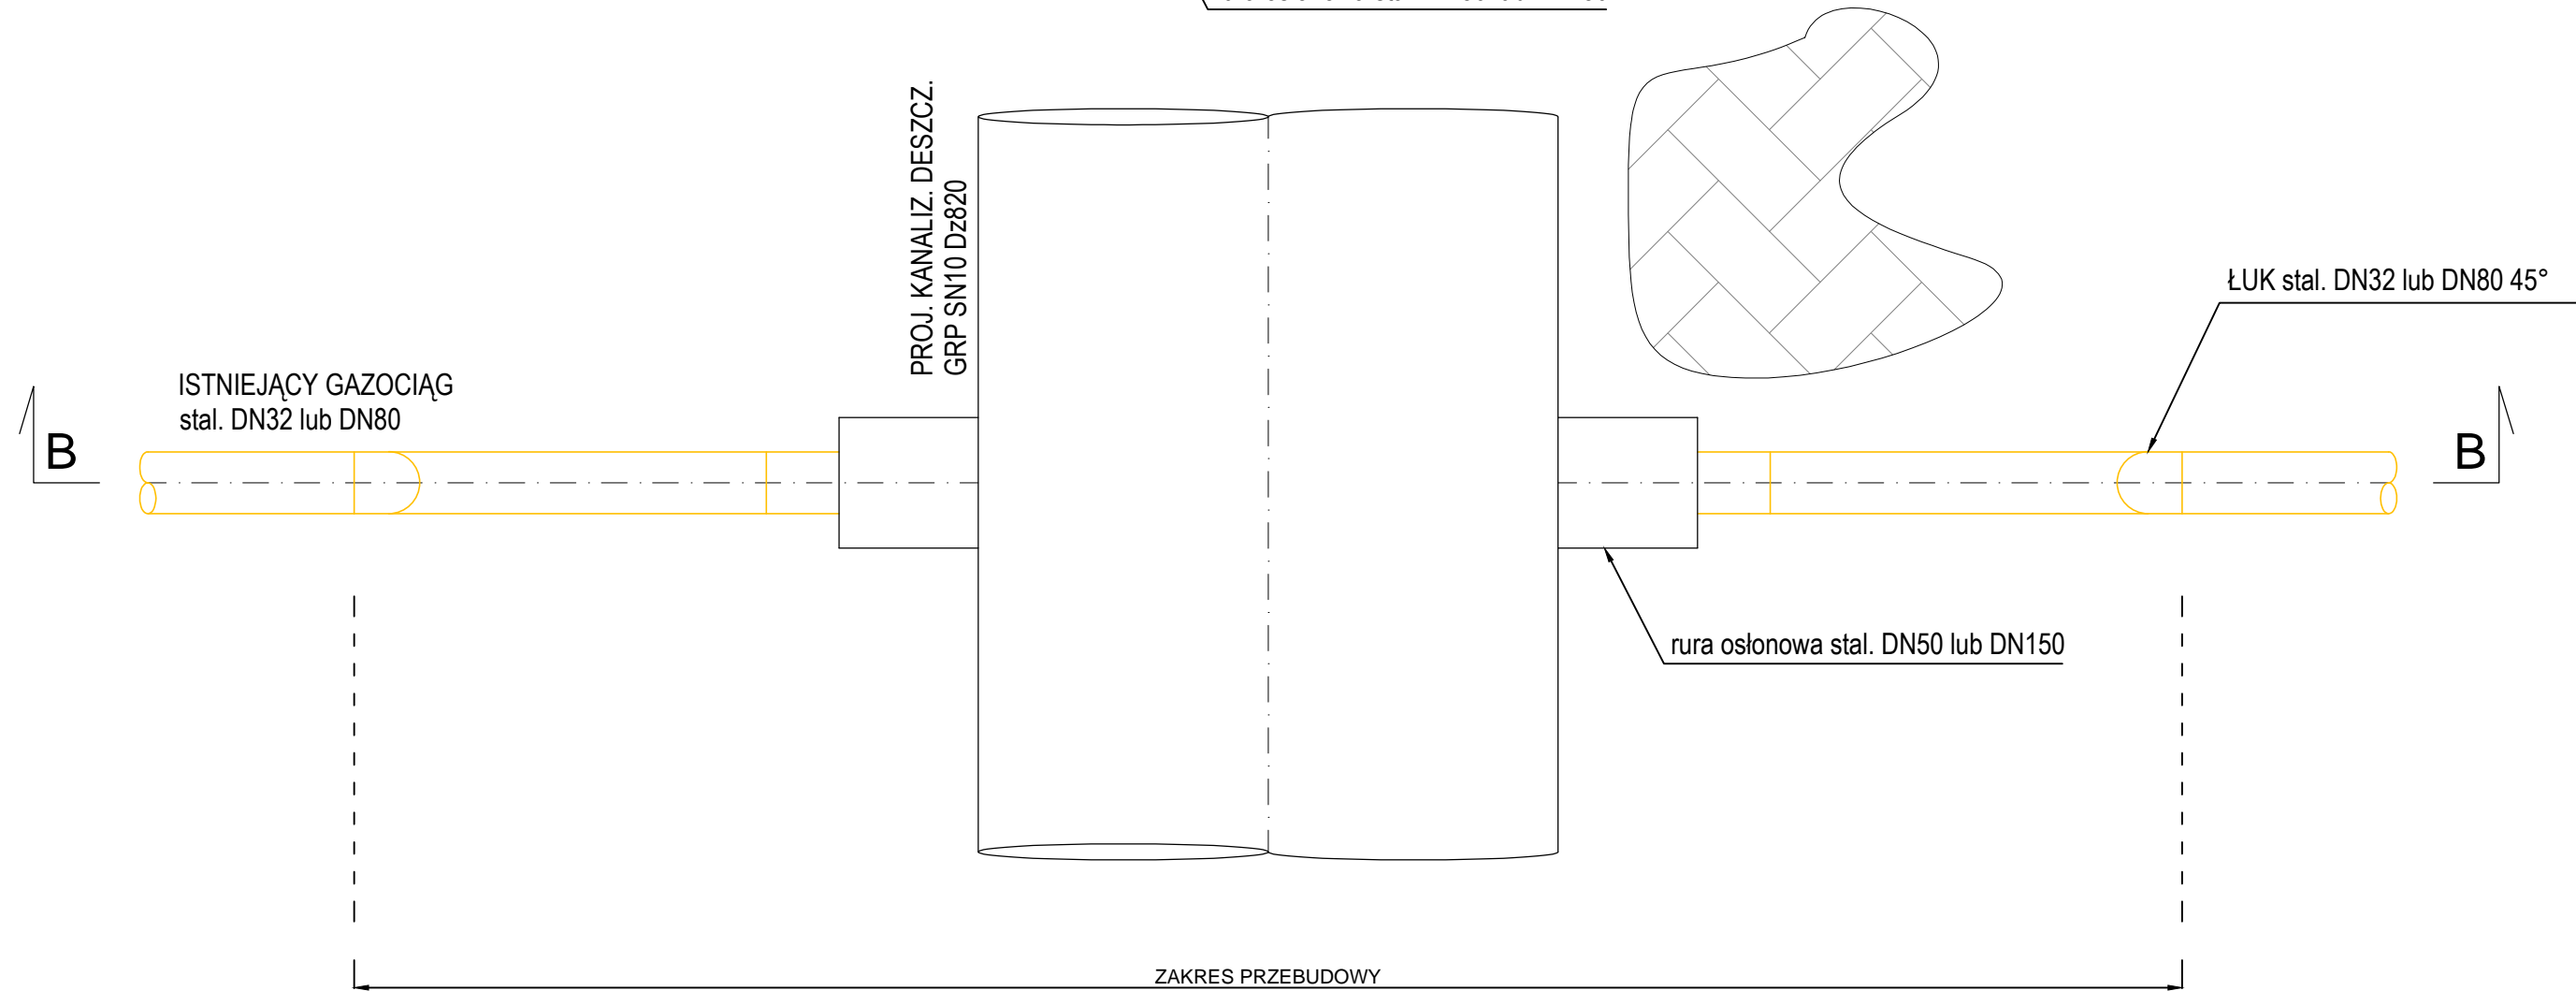 PROJ. KANALIZ. DESZCZ.
GRP SN10 Dz820
ŁUK stal. DN32 lub DN80 45°
ISTNIEJĄCY GAZOCIĄG
stal. DN32 lub DN80
B
B
rura osłonowa stal. DN50 lub DN150
ZAKRES PRZEBUDOWY